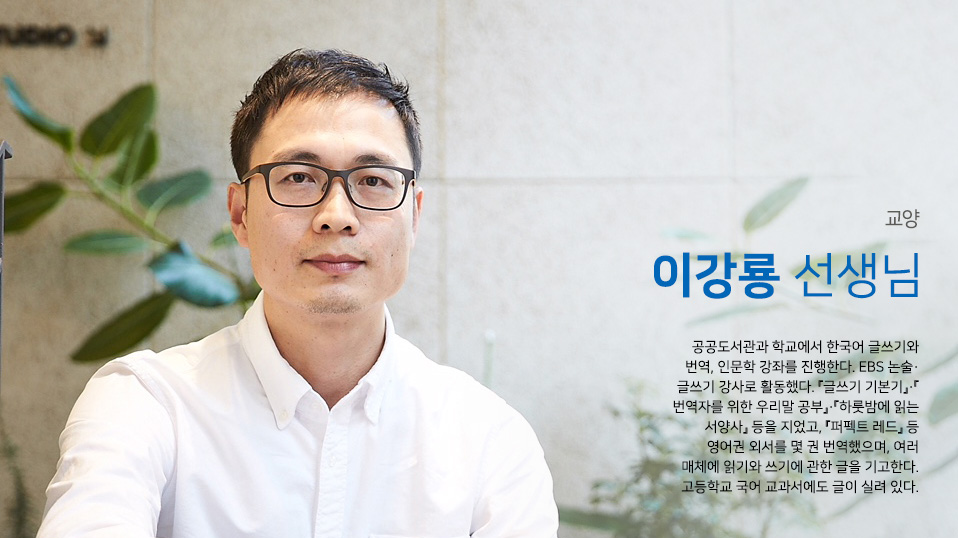 TUDIO
교양
이강룡 선생님
공공도서관과 학교에서 한국어 글쓰기와
번역, 인문학 강좌를 진행한다. EBS 논술·
글쓰기 강사로 활동했다. 『글쓰기 기본기』·『
번역자를 위한 우리말 공부』·『하룻밤에 읽는
서양사』 등을 지었고, 『퍼펙트 레드』 등
영어권 외서를 몇 권 번역했으며, 여러
매체에 읽기와 쓰기에 관한 글을 기고한다.
고등학교 국어 교과서에도 글이 실려 있다.